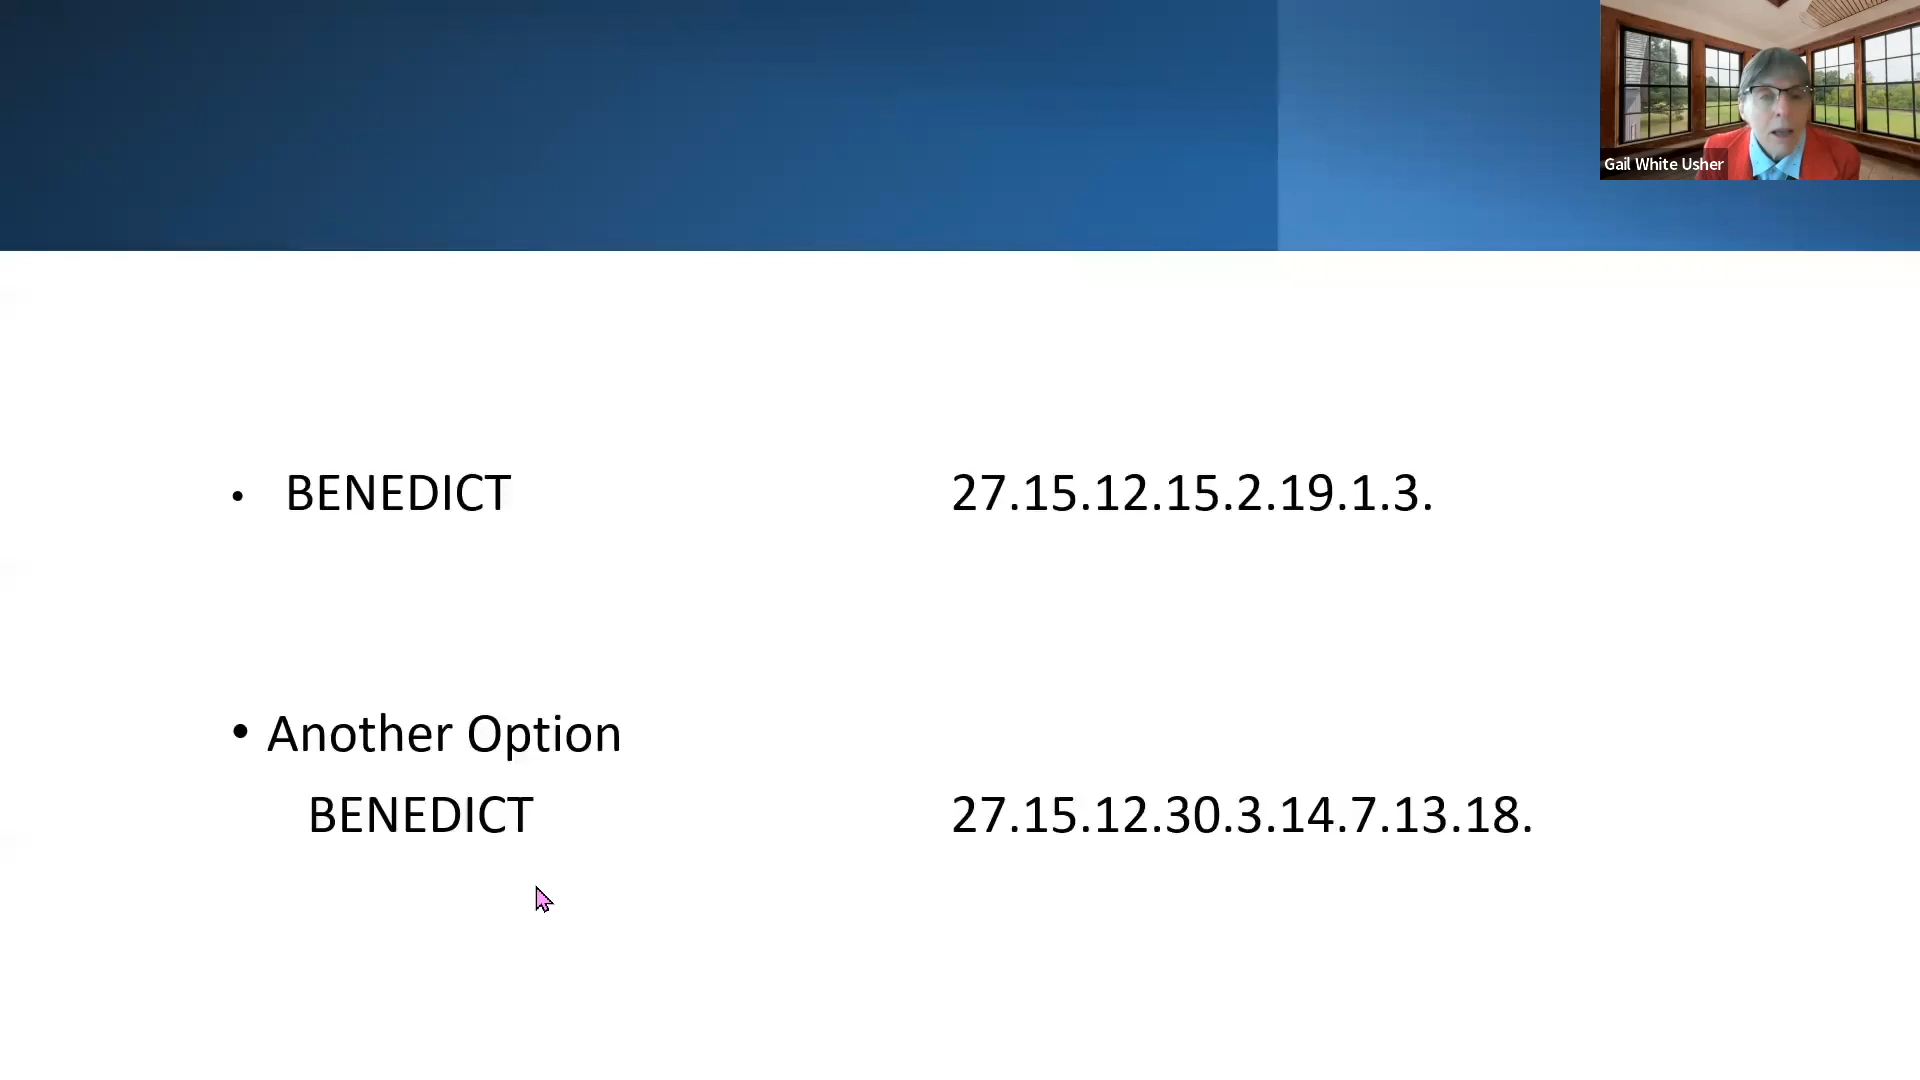 Gail White Usher
• BENEDICT 27.15.12.15.2.19.1.3.
• Another Option
BENEDICT 27.15.12.30.3.14.7.13.18.